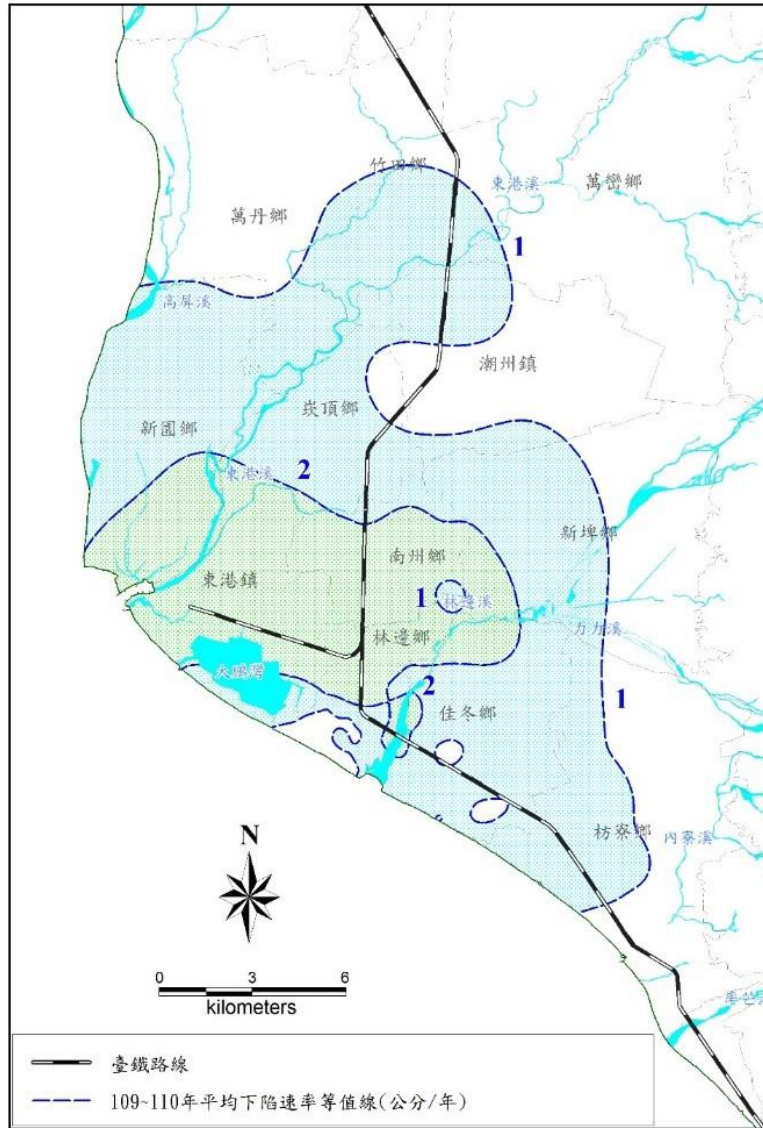 竹田鄉
東港溪
萬巒鄉
萬丹鄉
1
高屏溪
潮州鎮
崁頂鄉
新園鄉
2
東港溪
新埤鄉
南州鄉
東港鎮
1
林邊溪
力力溪
林邊鄉
大鵬灣
2
1
佳冬鄉
枋寮鄉
內寮溪
N
0 3 6
kilometers
臺鐵路線
109~110年平均下陷速率等值線(公分/年)